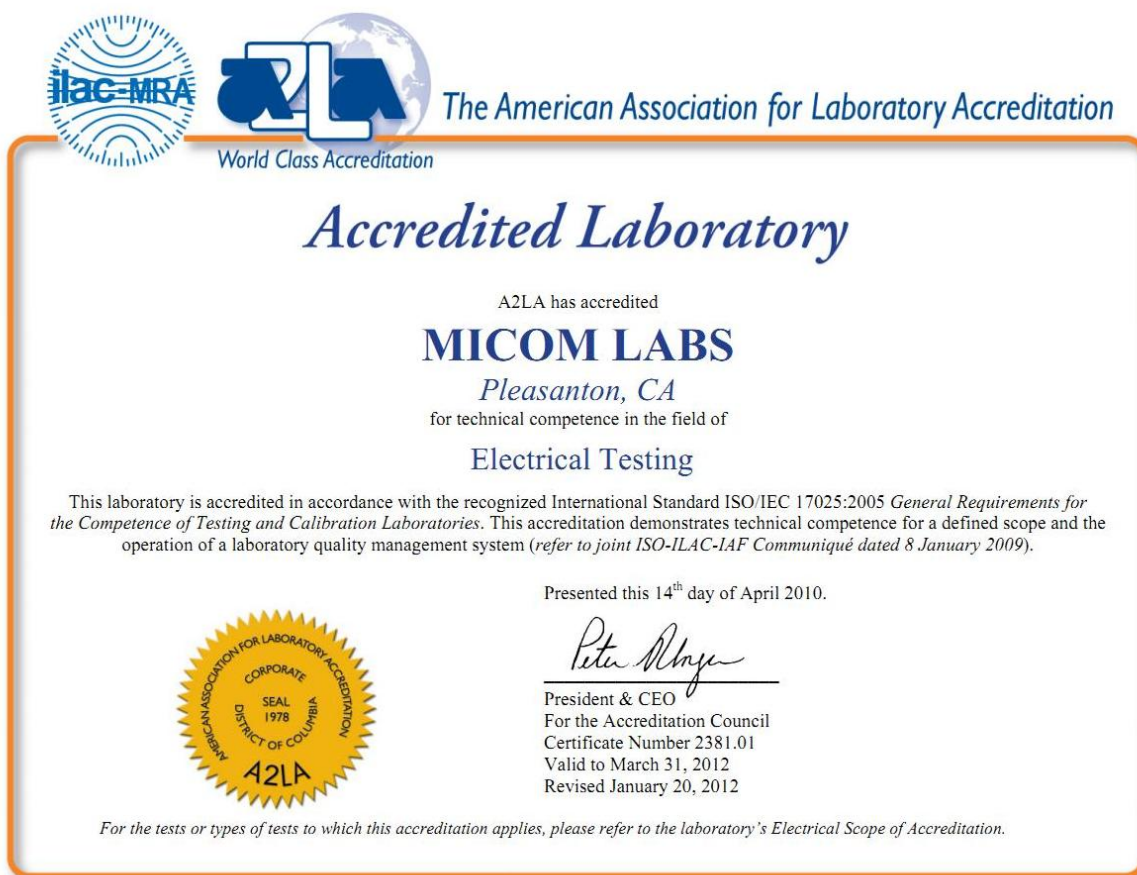 ilac-MRA
A2LA
The American Association for Laboratory Accreditation
World Class Accreditation
Accredited Laboratory
A2LA has accredited
MICOM LABS
Pleasanton, CA
for technical competence in the field of
Electrical Testing
This laboratory is accredited in accordance with the recognized International Standard ISO/IEC 17025:2005 General Requirements for
the Competence of Testing and Calibration Laboratories. This accreditation demonstrates technical competence for a defined scope and the
operation of a laboratory quality management system (refer to joint ISO-ILAC-IAF Communiqué dated 8 January 2009).
Presented this 14th day of April 2010.
AMERICAN ASSOCIATION FOR LABORATORY ACCREDITATION
CORPORATE
SEAL
1978
DISTRICT OF COLUMBIA
A2LA
Peter
President & CEO
For the Accreditation Council
Certificate Number 2381.01
Valid to March 31, 2012
Revised January 20, 2012
For the tests or types of tests to which this accreditation applies, please refer to the laboratory's Electrical Scope of Accreditation.